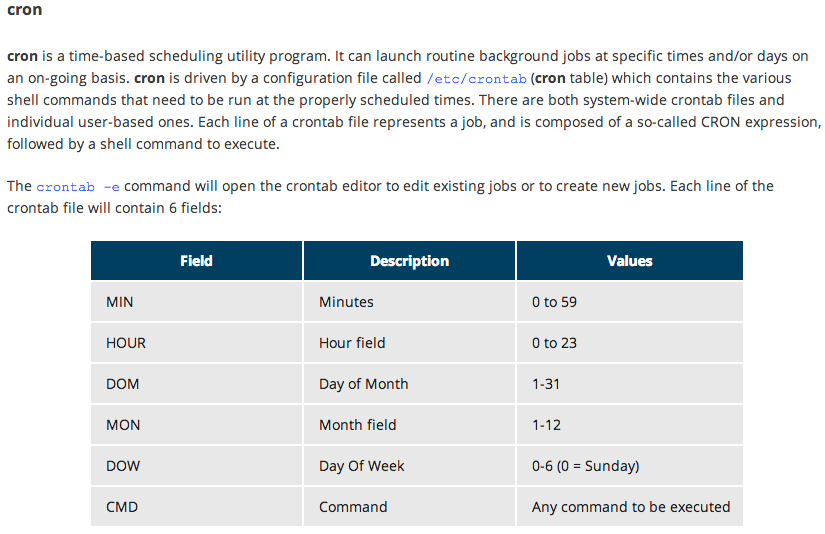 cron
cron is a time-based scheduling utility program. It can launch routine background jobs at specific times and/or days on
an on-going basis. cron is driven by a configuration file called /etc/crontab (cron table) which contains the various
shell commands that need to be run at the properly scheduled times. There are both system-wide crontab files and
individual user-based ones. Each line of a crontab file represents a job, and is composed of a so-called CRON expression,
followed by a shell command to execute.
The crontab -e command will open the crontab editor to edit existing jobs or to create new jobs. Each line of the
crontab file will contain 6 fields:
Field Description Values
MIN Minutes 0 to 59
HOUR Hour field 0 to 23
DOM Day of Month 1-31
MON Month field 1-12
DOW Day Of Week 0-6 (0 = Sunday)
CMD Command Any command to be executed